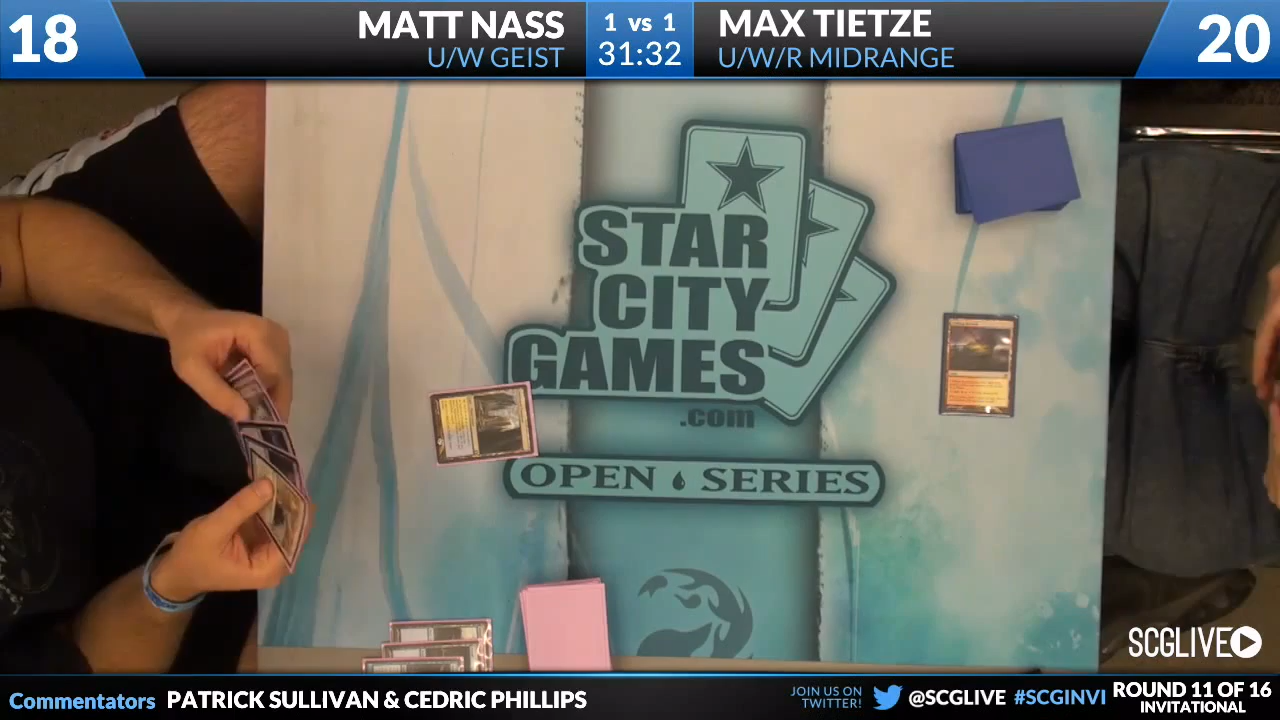 18
MATT NASS
U/W GEIST
1 vs 1
31:32
MAX TIETZE
U/W/R MIDRANGE
20
STAR
CITY
GAMES
.com
OPEN SERIES
SCGLIVE
Commentators PATRICK SULLIVAN & CEDRIC PHILLIPS
JOIN US ON
TWITTER!
@SCGLIVE #SCGINVI
ROUND 11 OF 16
INVITATIONAL